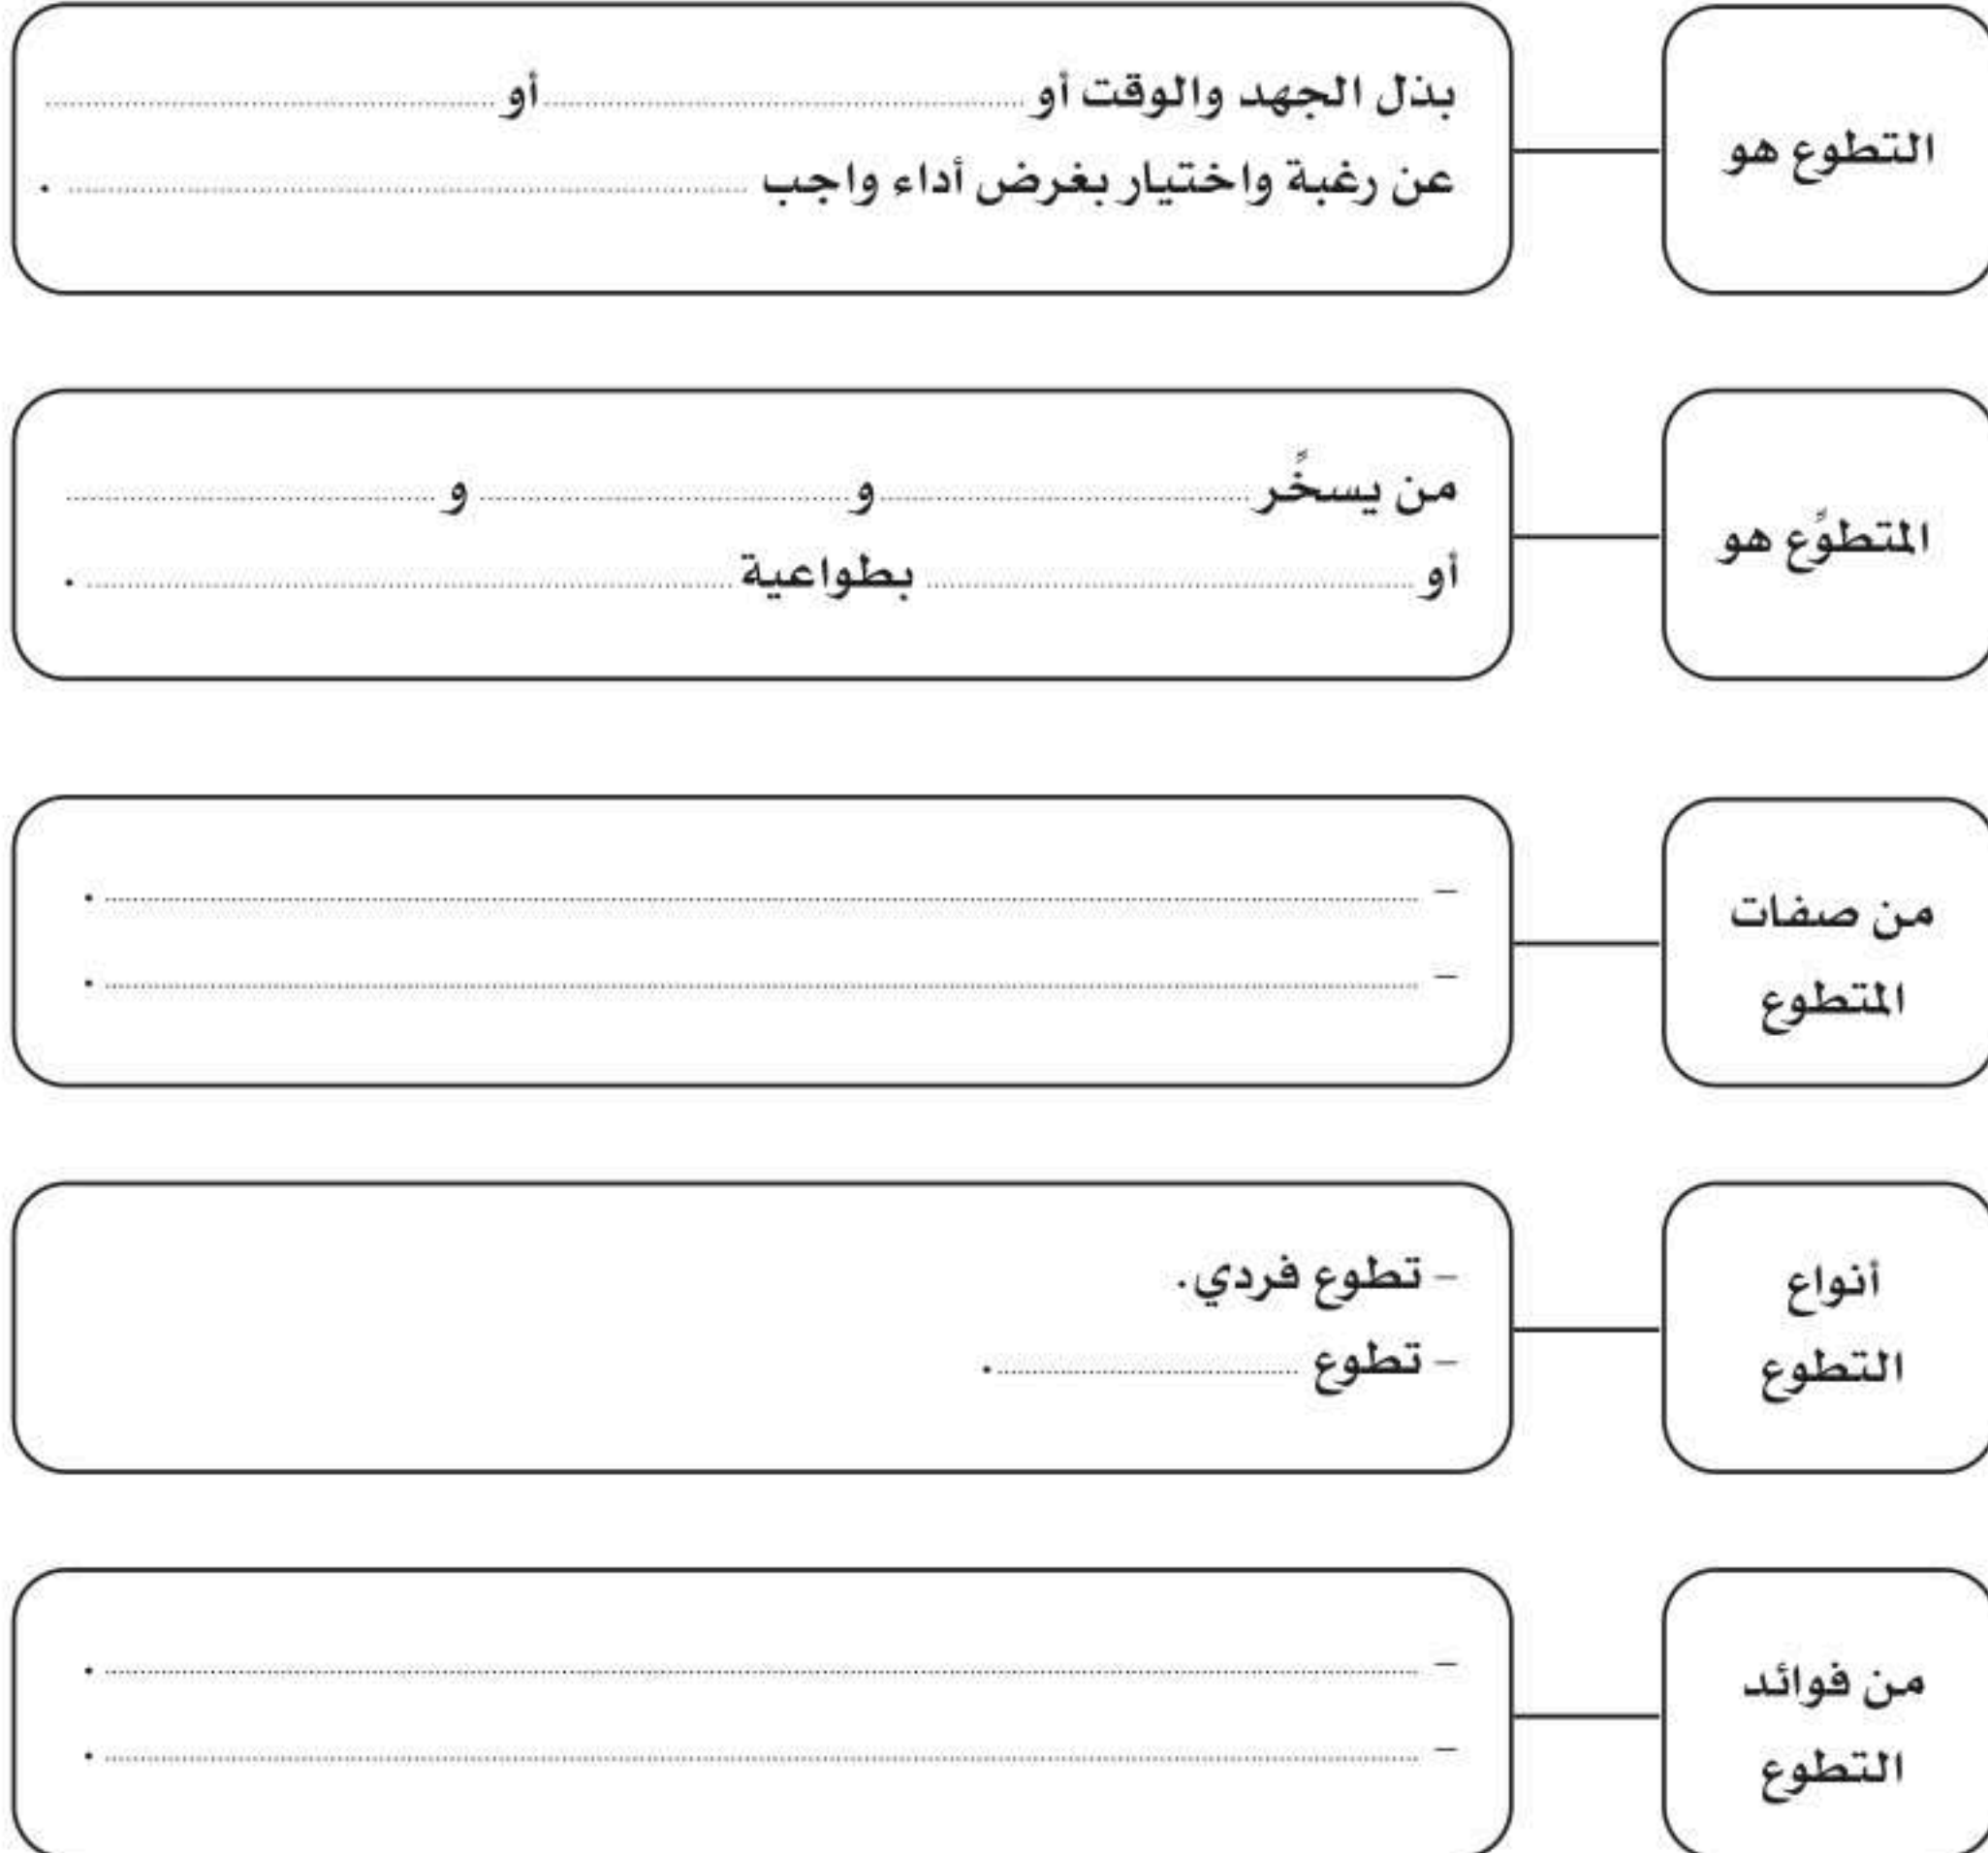 التطوع هو
بذل الجهد والوقت أو ........ أو ........
عن رغبة واختيار بغرض أداء واجب ........ .
المتطوِّع هو
من يسخِّر ........ و ........ و ........
أو ........ بطواعية ........ .
من صفات
المتطوع
- ........ .
- ........ .
أنواع
التطوع
- تطوع فردي.
- تطوع ........ .
من فوائد
التطوع
- ........ .
- ........ .